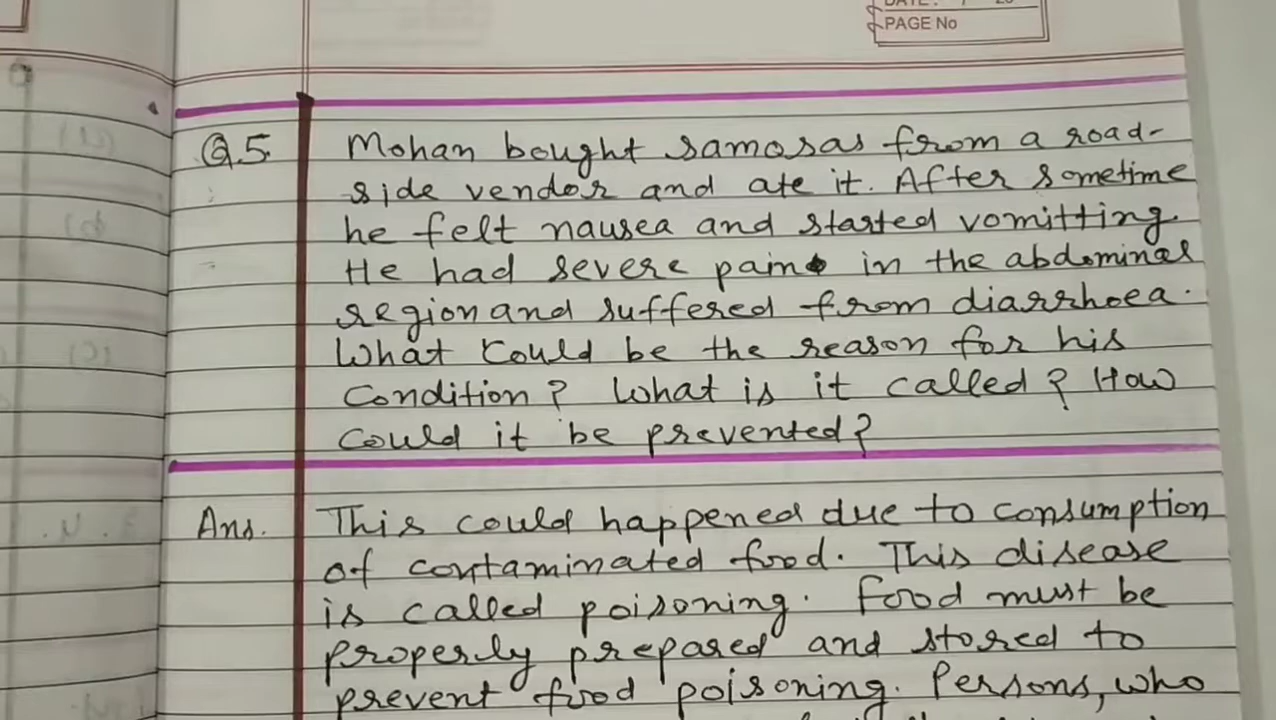 PAGE No
Q.5 Mohan bought samosas from a road-
side vendor and ate it. After sometime
he felt nausea and started vomitting.
He had severe pain in the abdominal
region and suffered from diarrhoea.
What could be the reason for his
condition? What is it called? How
could it be prevented?
Ans. This could happened due to consumption
of contaminated food. This disease
is called poisoning. Food must be
properly prepared and stored to
prevent food poisoning. Persons, who